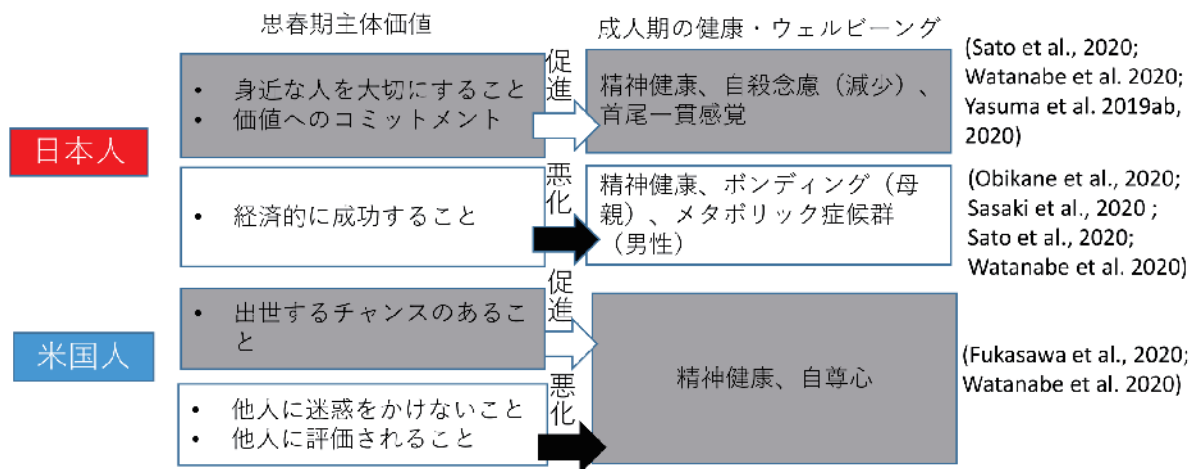 思春期主体価値
成人期の健康・ウェルビーング
日本人
• 身近な人を大切にすること
• 価値へのコミットメント
促進
精神健康、自殺念慮（減少）、
首尾一貫感覚
(Sato et al., 2020;
Watanabe et al. 2020;
Yasuma et al. 2019ab,
2020)
• 経済的に成功すること
悪化
精神健康、ボンディング（母
親）、メタボリック症候群
（男性）
(Obikane et al., 2020;
Sasaki et al., 2020 ;
Sato et al., 2020;
Watanabe et al. 2020)
米国人
• 出世するチャンスのあるこ
と
促進
• 他人に迷惑をかけないこと
• 他人に評価されること
悪化
精神健康、自尊心
(Fukasawa et al., 2020;
Watanabe et al. 2020)